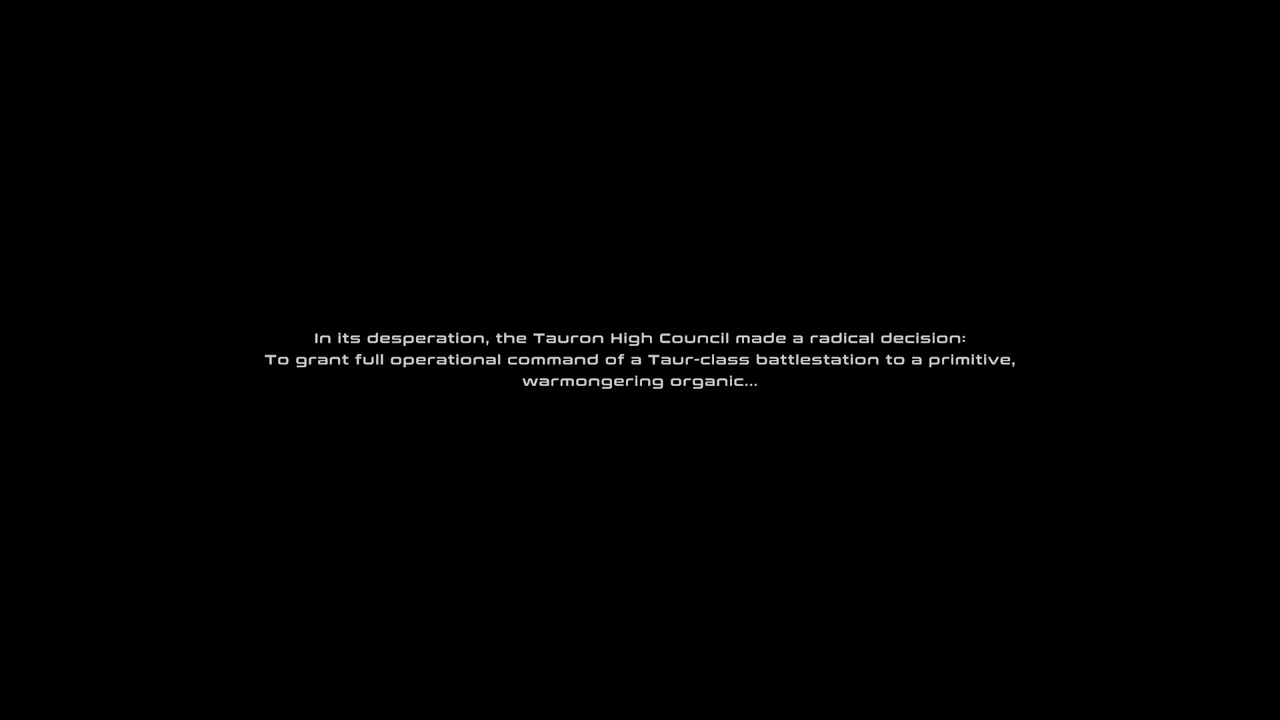 In its desperation, the Tauron High Council made a radical decision:
To grant full operational command of a Taur-class battlestation to a primitive,
warmongering organic...